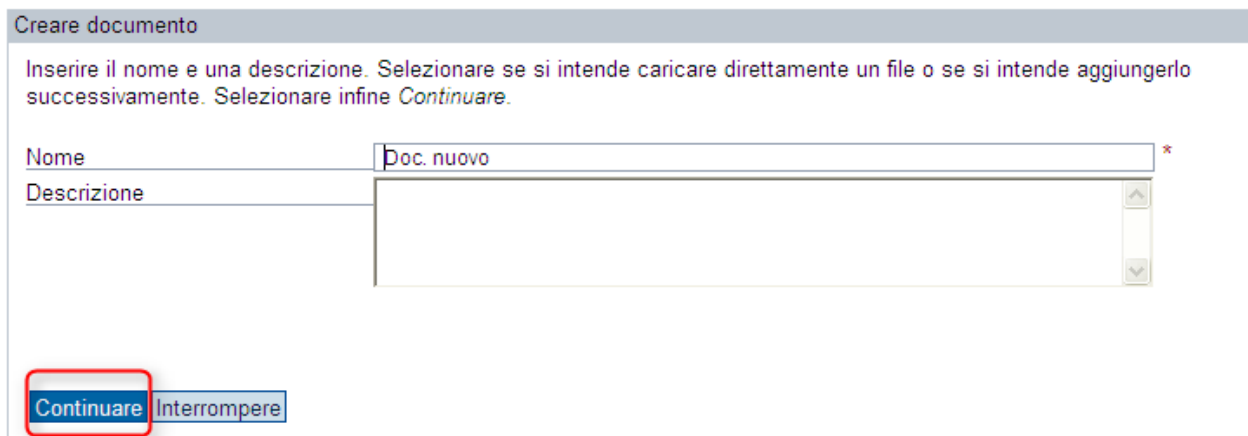 Creare documento
Inserire il nome e una descrizione. Selezionare se si intende caricare direttamente un file o se si intende aggiungerlo
successivamente. Selezionare infine Continuare.
Nome Doc. nuovo *
Descrizione
Continuare Interrompere